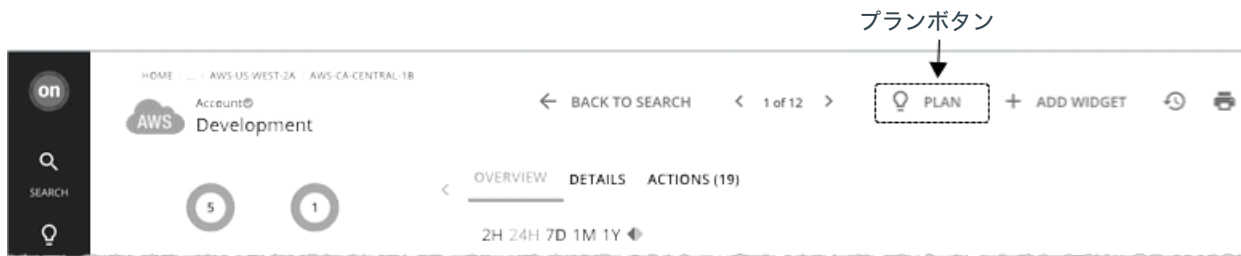 プランボタン
on
HOME / ... / AWS-US WEST-2A / AWS-CA-CENTRAL-1B
Account
AWS
Development
← BACK TO SEARCH < 1 of 12 > PLAN + ADD WIDGET
SEARCH
5 1
< OVERVIEW DETAILS ACTIONS (19)
2H 24H 7D 1M 1Y